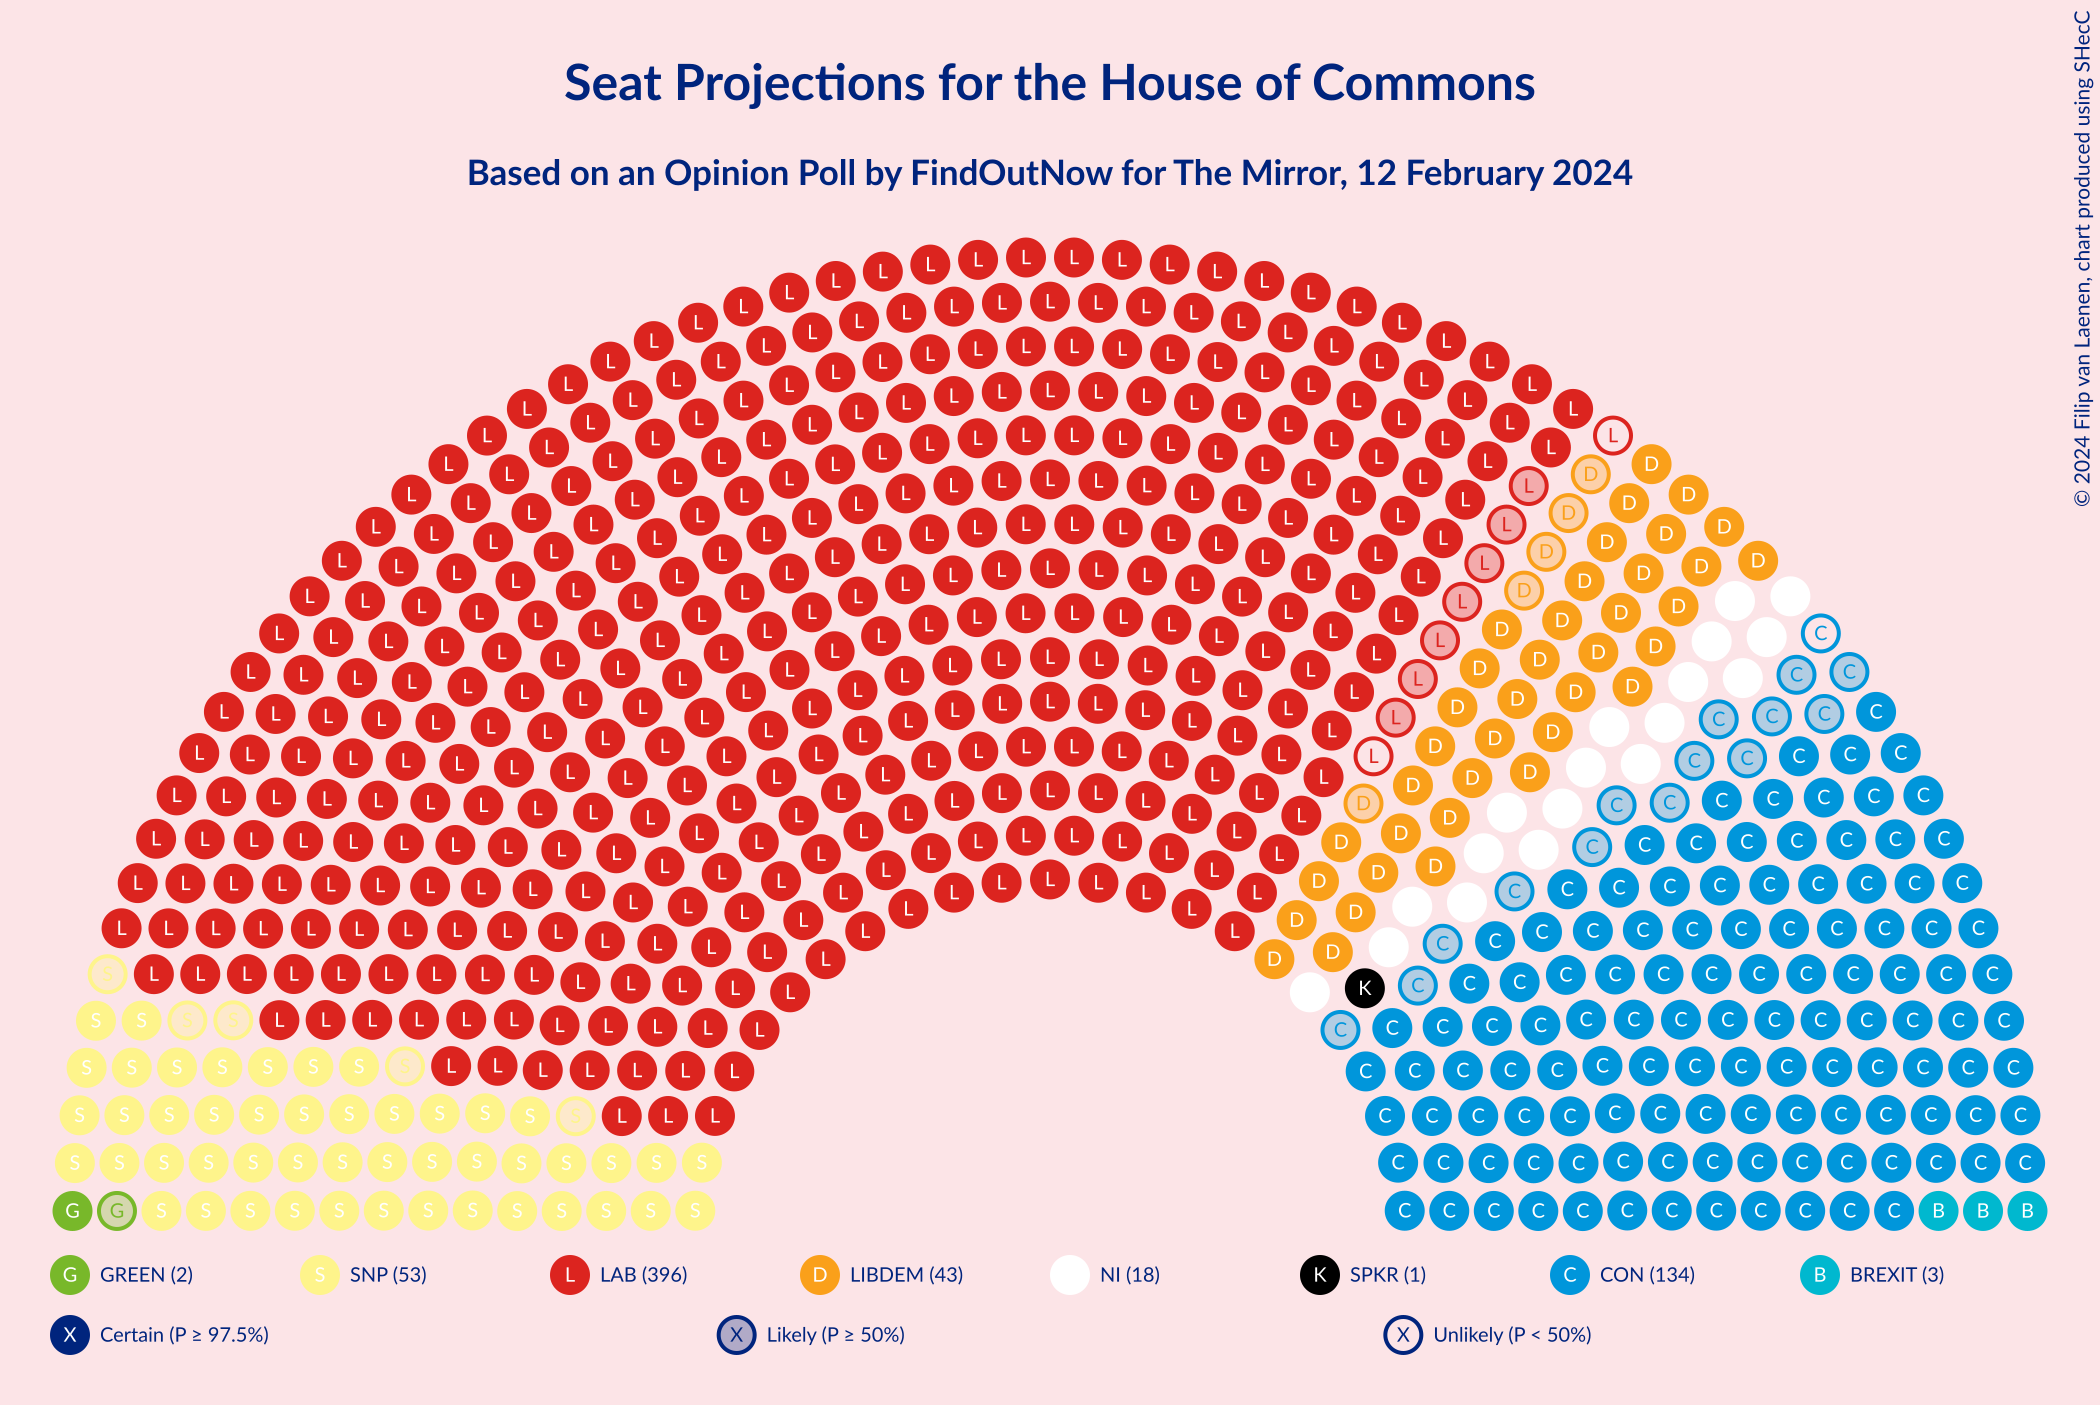 Seat Projections for the House of Commons
Based on an Opinion Poll by FindOutNow for The Mirror, 12 February 2024
© 2024 Filip van Laenen, chart produced using SHecC
G GREEN (2) S SNP (53) L LAB (396) D LIBDEM (43) NI (18) K SPKR (1) C CON (134) B BREXIT (3)
X Certain (P ≥ 97.5%) X Likely (P ≥ 50%) X Unlikely (P < 50%)